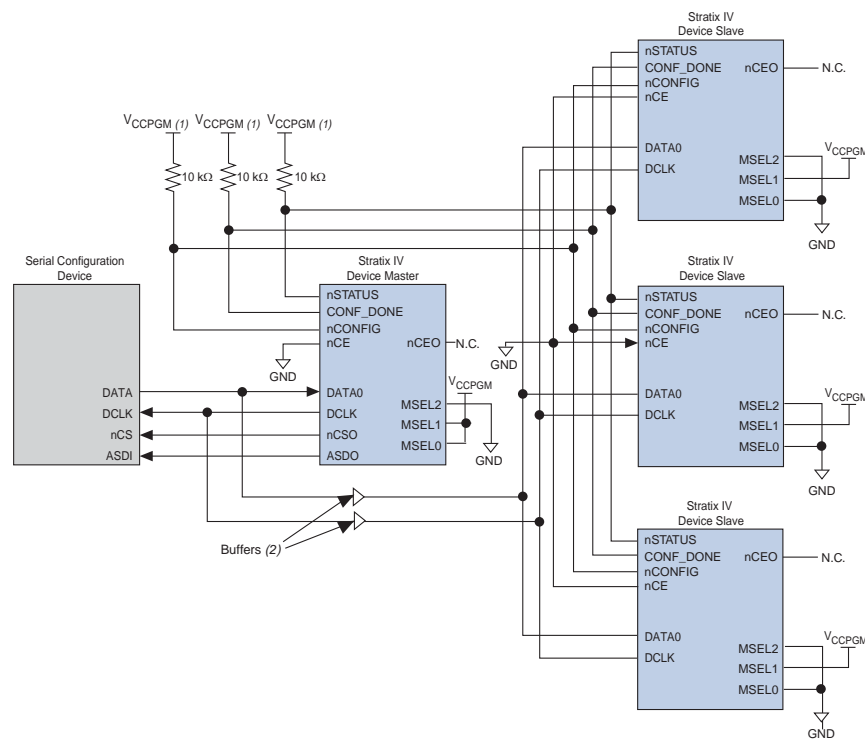 Stratix IV
Device Slave
nSTATUS
CONF_DONE
nCONFIG
nCE
nCEO
N.C.
DATA0
DCLK
MSEL2
MSEL1
MSEL0
VCCPGM
GND
VCCPGM (1)
VCCPGM (1)
VCCPGM (1)
10 kΩ
10 kΩ
10 kΩ
Serial Configuration
Device
DATA
DCLK
nCS
ASDI
Stratix IV
Device Master
nSTATUS
CONF_DONE
nCONFIG
nCE
nCEO
N.C.
GND
DATA0
DCLK
nCSO
ASDO
VCCPGM
MSEL2
MSEL1
MSEL0
GND
Buffers (2)
Stratix IV
Device Slave
nSTATUS
CONF_DONE
nCONFIG
nCE
nCEO
N.C.
GND
DATA0
DCLK
MSEL2
MSEL1
MSEL0
VCCPGM
GND
Stratix IV
Device Slave
nSTATUS
CONF_DONE
nCONFIG
nCE
nCEO
N.C.
DATA0
DCLK
MSEL2
MSEL1
MSEL0
VCCPGM
GND